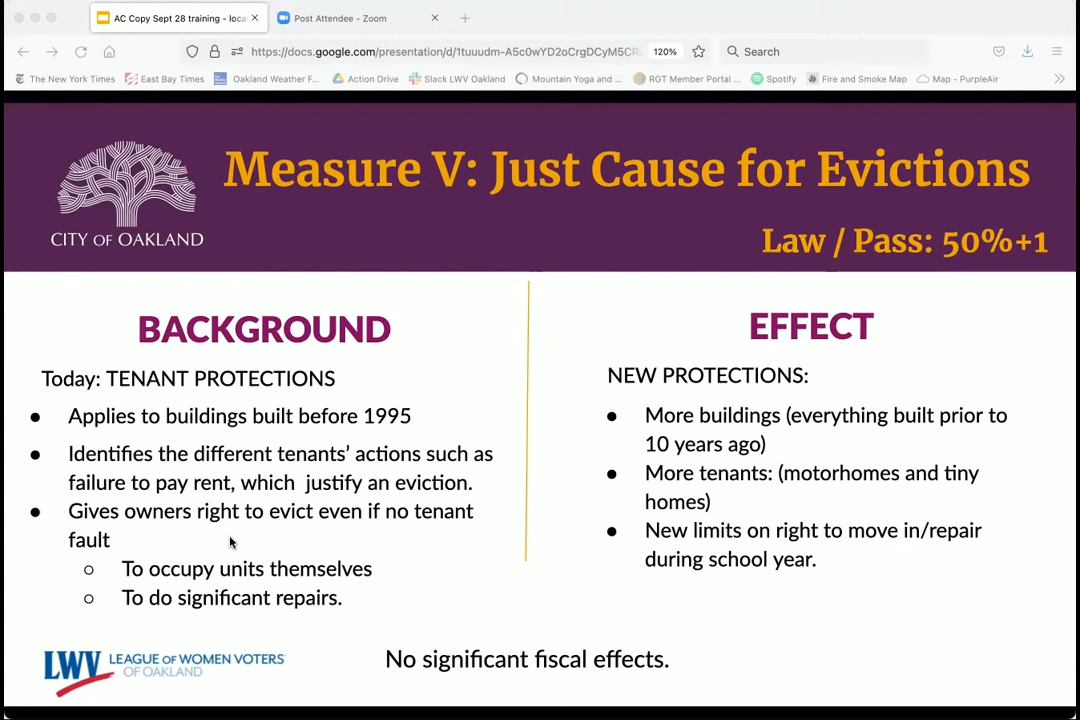 AC Copy Sept 28 training - loca
Post Attendee - Zoom
https://docs.google.com/presentation/d/1tuuudm-A5c0wYD2oCrgDCyM5CR
120%
Search
The New York Times
East Bay Times
Oakland Weather F...
Action Drive
Slack LWV Oakland
Mountain Yoga and ...
RGT Member Portal ...
Spotify
Fire and Smoke Map
Map - PurpleAir
CITY OF OAKLAND
Measure V: Just Cause for Evictions
Law / Pass: 50%+1
BACKGROUND
Today: TENANT PROTECTIONS
● Applies to buildings built before 1995
● Identifies the different tenants' actions such as
failure to pay rent, which justify an eviction.
● Gives owners right to evict even if no tenant
fault
○ To occupy units themselves
○ To do significant repairs.
EFFECT
NEW PROTECTIONS:
● More buildings (everything built prior to
10 years ago)
● More tenants: (motorhomes and tiny
homes)
● New limits on right to move in/repair
during school year.
LWV LEAGUE OF WOMEN VOTERS®
OF OAKLAND
No significant fiscal effects.